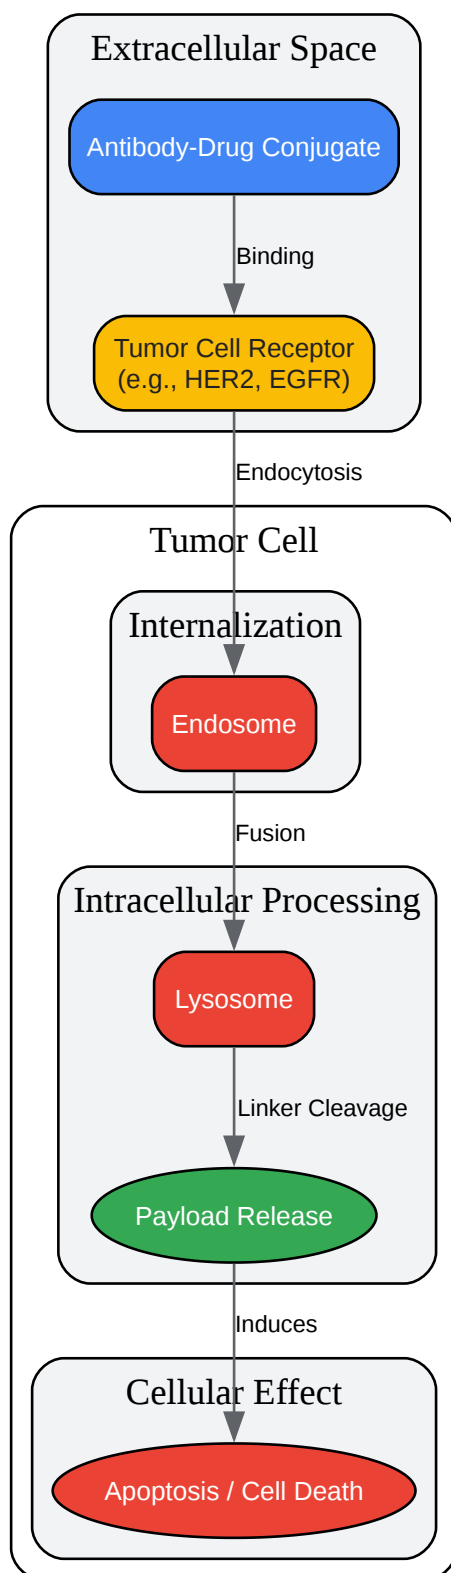 Extracellular Space
Antibody-Drug Conjugate
Binding
Tumor Cell Receptor
(e.g., HER2, EGFR)
Endocytosis
Tumor Cell
Internalization
Endosome
Fusion
Intracellular Processing
Lysosome
Linker Cleavage
Payload Release
Induces
Cellular Effect
Apoptosis / Cell Death